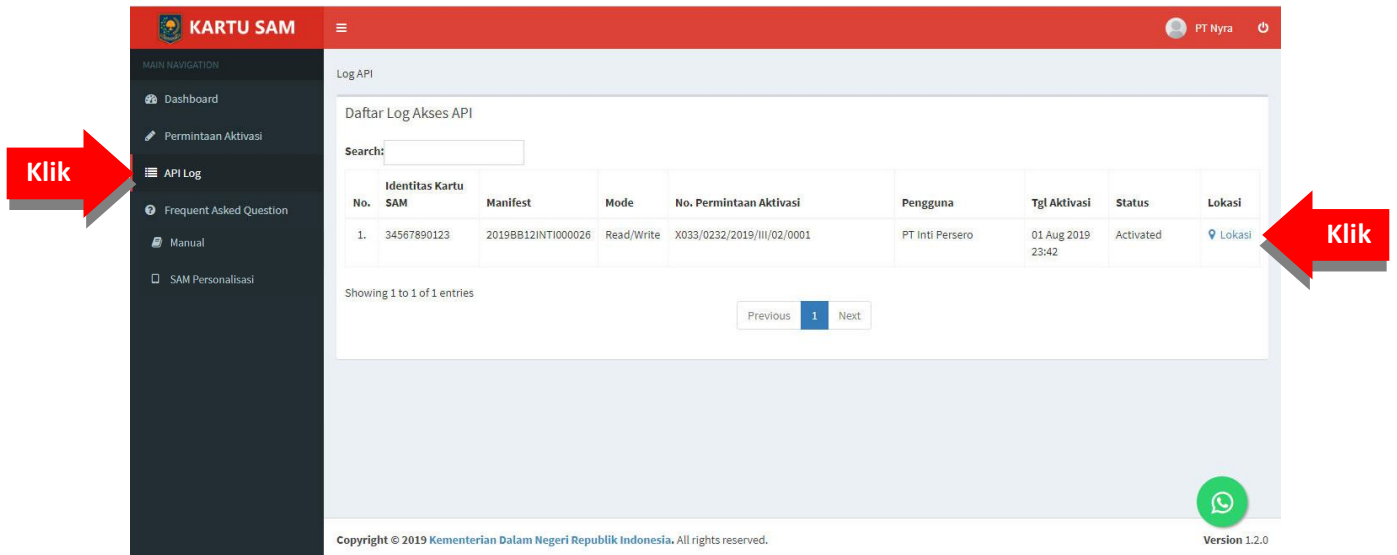 KARTU SAM
PT Nyra
MAIN NAVIGATION
Dashboard
Permintaan Aktivasi
API Log
Frequent Asked Question
Manual
SAM Personalisasi
Klik
Log API
Daftar Log Akses API
Search:
No. Identitas Kartu SAM Manifest Mode No. Permintaan Aktivasi Pengguna Tgl Aktivasi Status Lokasi
1. 34567890123 2019BB12INTI000026 Read/Write X033/0232/2019/III/02/0001 PT Inti Persero 01 Aug 2019 23:42 Activated Lokasi
Klik
Showing 1 to 1 of 1 entries
Previous 1 Next
Copyright © 2019 Kementerian Dalam Negeri Republik Indonesia. All rights reserved.
Version 1.2.0